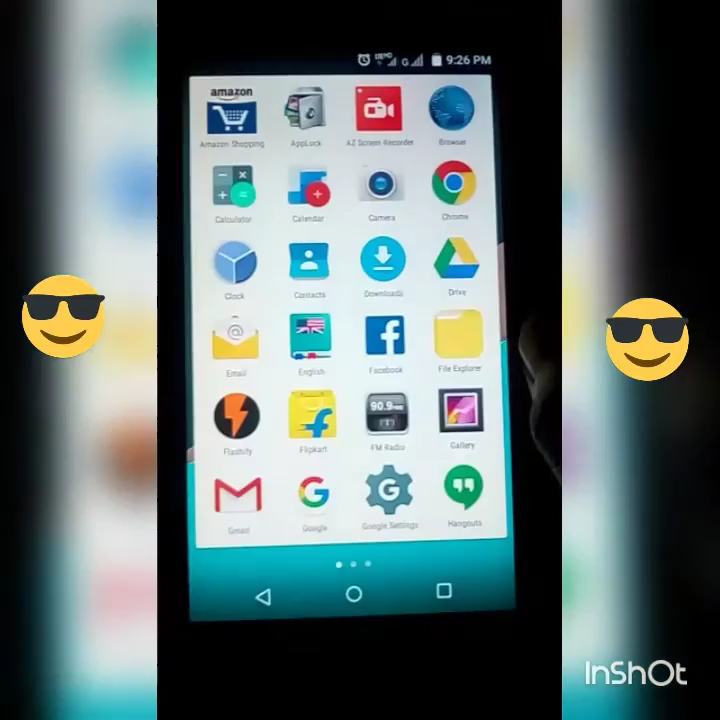 9:26 PM
amazon
Amazon Shopping
AppLock
AZ Screen Recorder
Browser
Calculator
Calendar
Camera
Chrome
Clock
Contacts
Downloads
Drive
Email
English
Facebook
File Explorer
90.9
Flashify
Flipkart
FM Radio
Gallery
Gmail
Google
Google Settings
Hangouts
InShOt